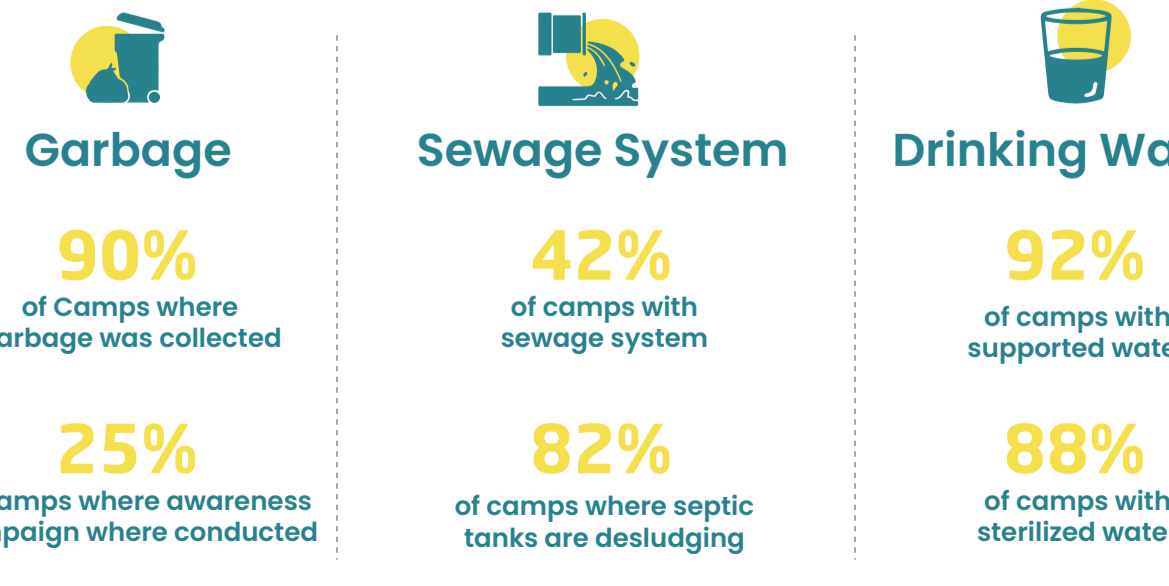 Garbage
90%
of Camps where
arbage was collected
25%
amps where awareness
paign where conducted
Sewage System
42%
of camps with
sewage system
82%
of camps where septic
tanks are desludging
Drinking Wa
92%
of camps with
supported wate
88%
of camps with
sterilized wate